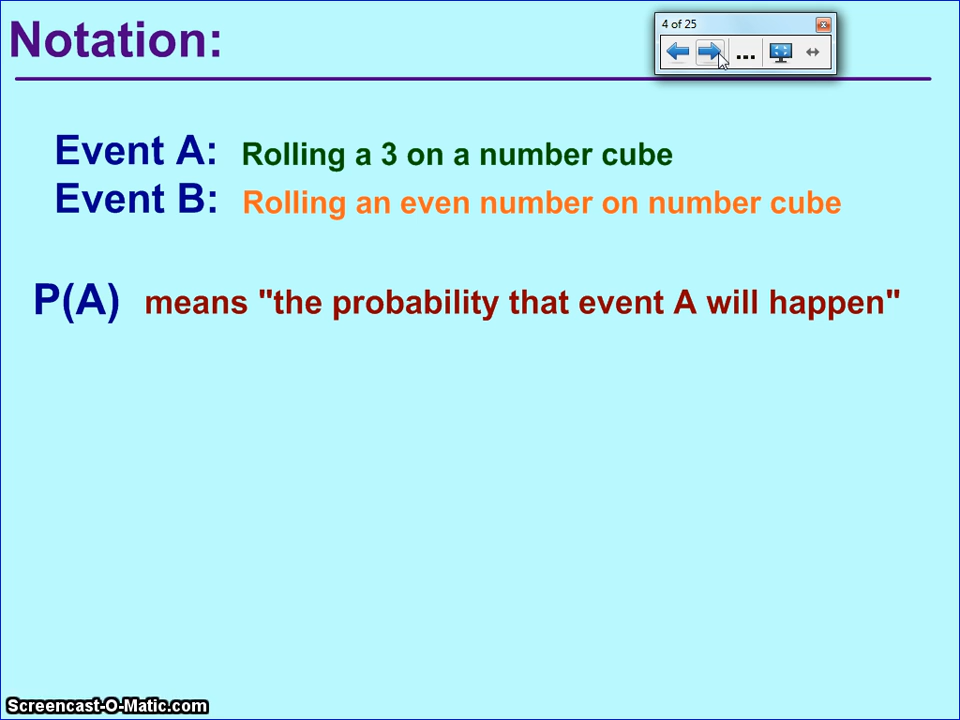 Notation:
4 of 25
Event A: Rolling a 3 on a number cube
Event B: Rolling an even number on number cube
P(A) means "the probability that event A will happen"
Screencast-O-Matic.com